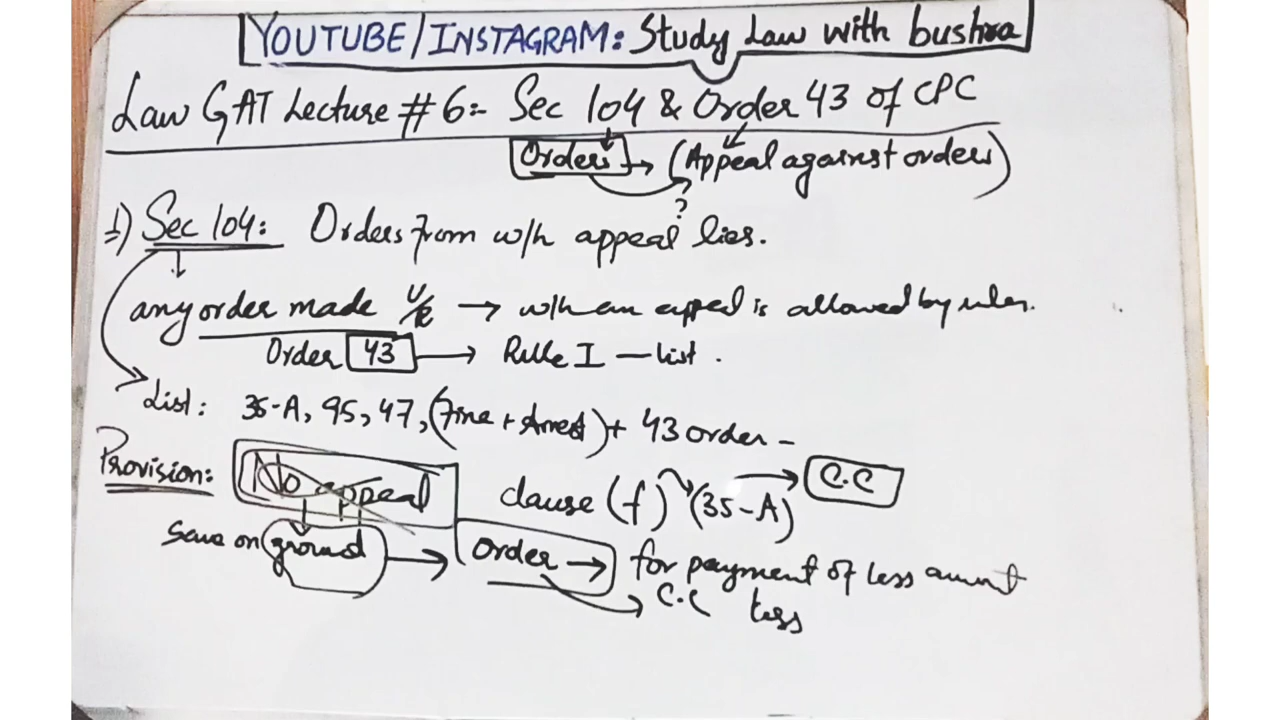 YOUTUBE/INSTAGRAM: Study Law with bushra
Law GAT Lecture # 6:- Sec 104 & Order 43 of CPC
Orders → (Appeal against orders)
?
1) Sec 104: Orders from w/h appeal lies.
any order made U/R → w/h an appeal is allowed by rules.
Order 43 → Rule I — list .
List: 35-A, 95, 47, (Fine + Arrest) + 43 order -
Provision: No appeal clause (f) (35-A) → C.C
Save on ground → Order → for payment of less amount
C.C less